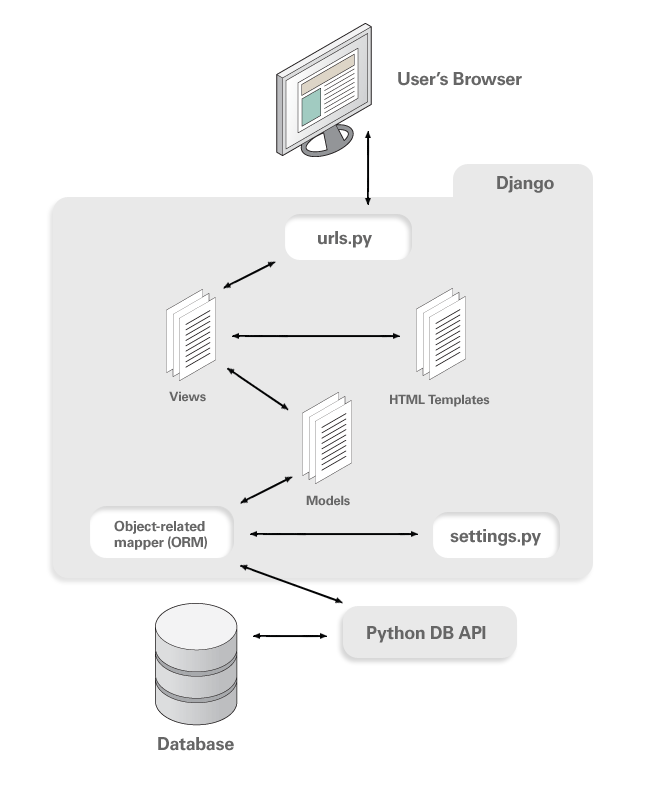 User's Browser
Django
urls.py
Views
HTML Templates
Models
Object-related
mapper (ORM)
settings.py
Python DB API
Database